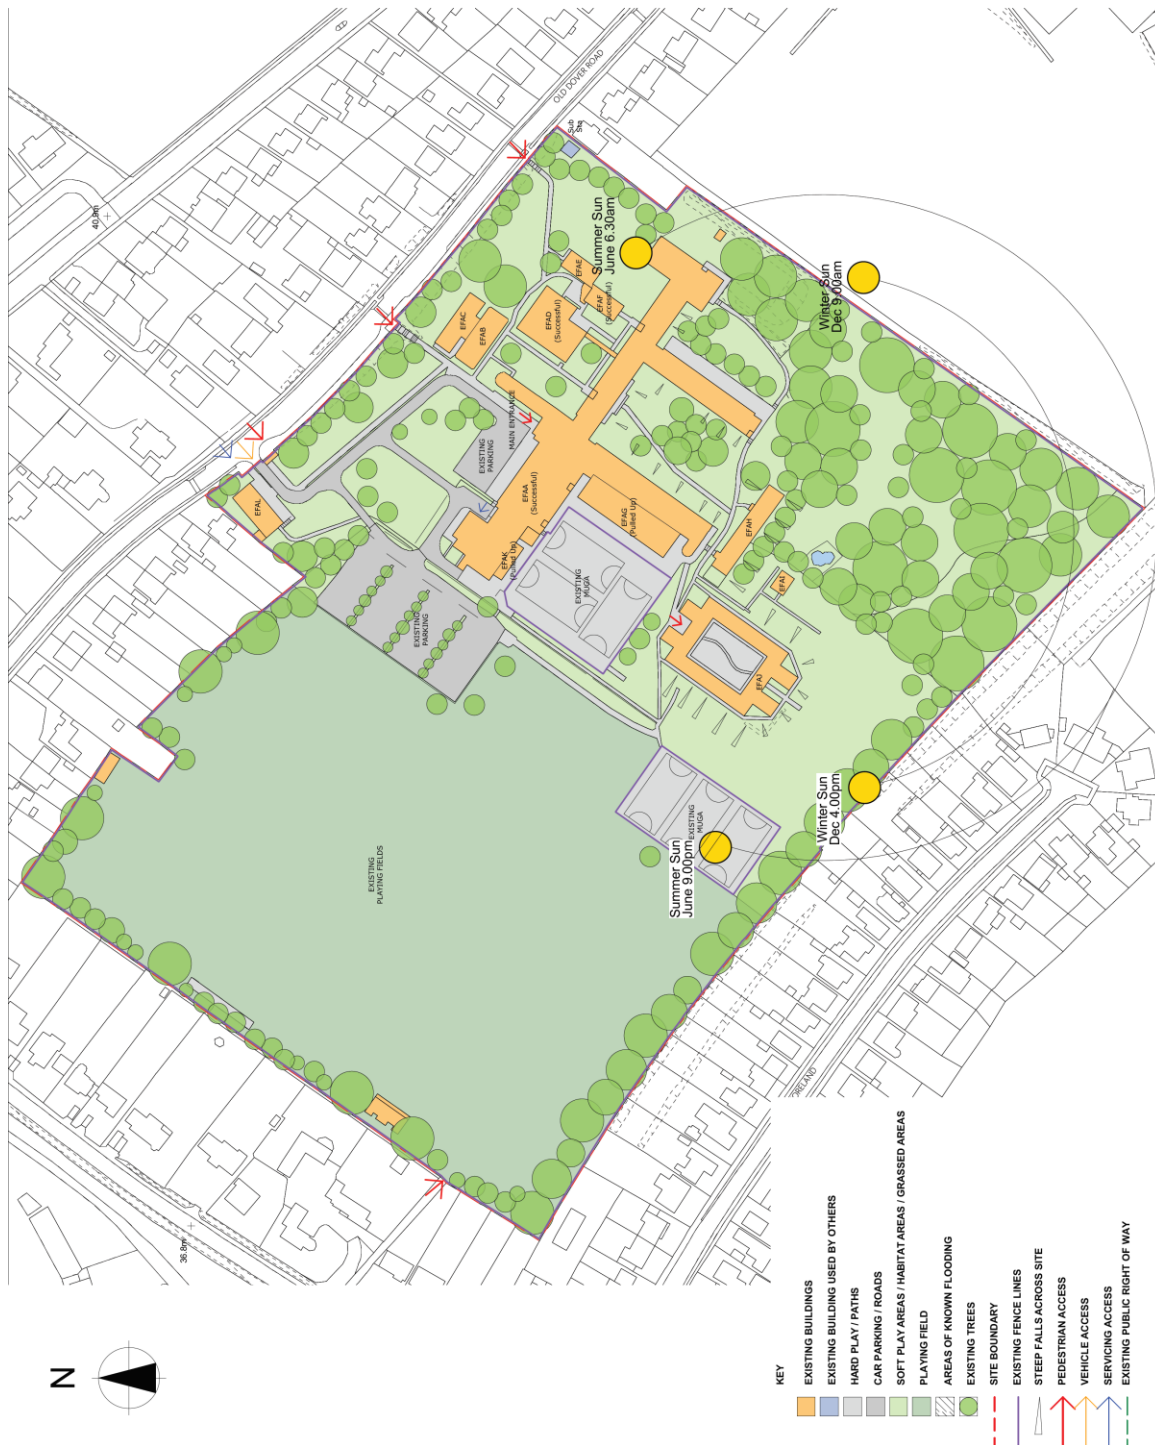 OLD DOVER ROAD
Sub
Sta
40.8m
Summer Sun
June 6.30am
Winter Sun
Dec 9.00am
EFAE
EFAF
(Successful)
EFAD
(Successful)
EFAC
EFAB
MAIN ENTRANCE
EXISTING
PARKING
EFAA
(Successful)
EFAL
EFAK
(Pulled Up)
EFAG
(Pulled Up)
EFAH
EXISTING
MUGA
EFAI
EXISTING
PARKING
EFAJ
Winter Sun
Dec 4.00pm
EXISTING
MUGA
Summer Sun
June 9.00pm
EXISTING
PLAYING FIELDS
ORELAND
36.8m
N
KEY
EXISTING BUILDINGS
EXISTING BUILDING USED BY OTHERS
HARD PLAY / PATHS
CAR PARKING / ROADS
SOFT PLAY AREAS / HABITAT AREAS / GRASSED AREAS
PLAYING FIELD
AREAS OF KNOWN FLOODING
EXISTING TREES
SITE BOUNDARY
EXISTING FENCE LINES
STEEP FALLS ACROSS SITE
PEDESTRIAN ACCESS
VEHICLE ACCESS
SERVICING ACCESS
EXISTING PUBLIC RIGHT OF WAY